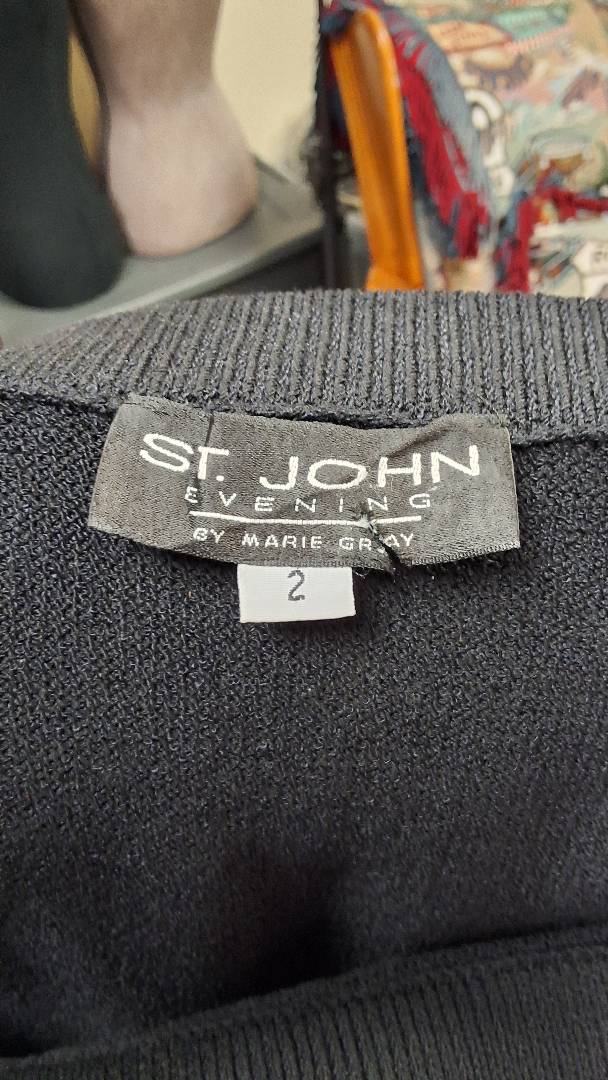 ST. JOHN
EVENING
BY MARIE GRAY
2